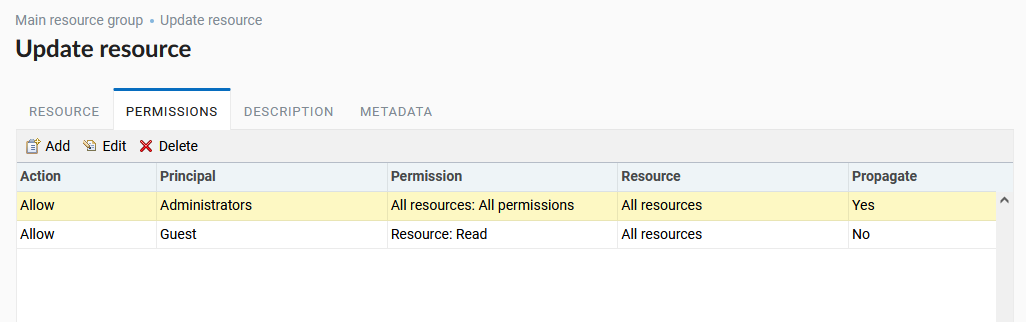 Main resource group • Update resource
Update resource
RESOURCE PERMISSIONS DESCRIPTION METADATA
Add Edit Delete
Action Principal Permission Resource Propagate
Allow Administrators All resources: All permissions All resources Yes
Allow Guest Resource: Read All resources No